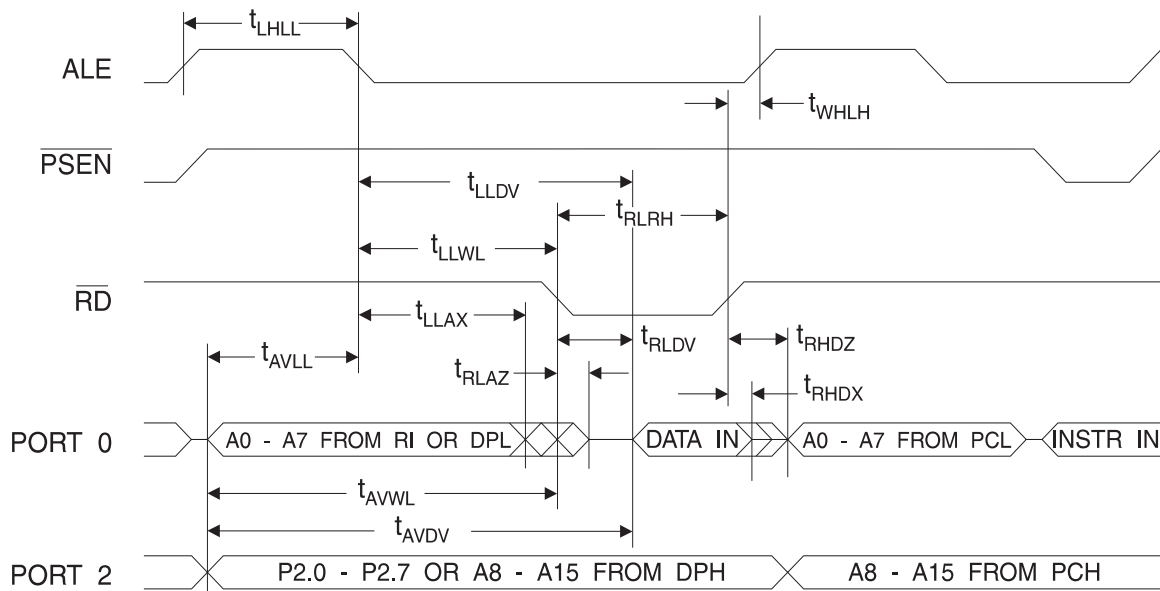 tLHLL
ALE
tWHLH
PSEN
tLLDV
tRLRH
tLLWL
RD
tLLAX
tRLDV
tRHDZ
tAVLL
tRLAZ
tRHDX
PORT 0 A0 - A7 FROM RI OR DPL DATA IN A0 - A7 FROM PCL INSTR IN
tAVWL
tAVDV
PORT 2 P2.0 - P2.7 OR A8 - A15 FROM DPH A8 - A15 FROM PCH